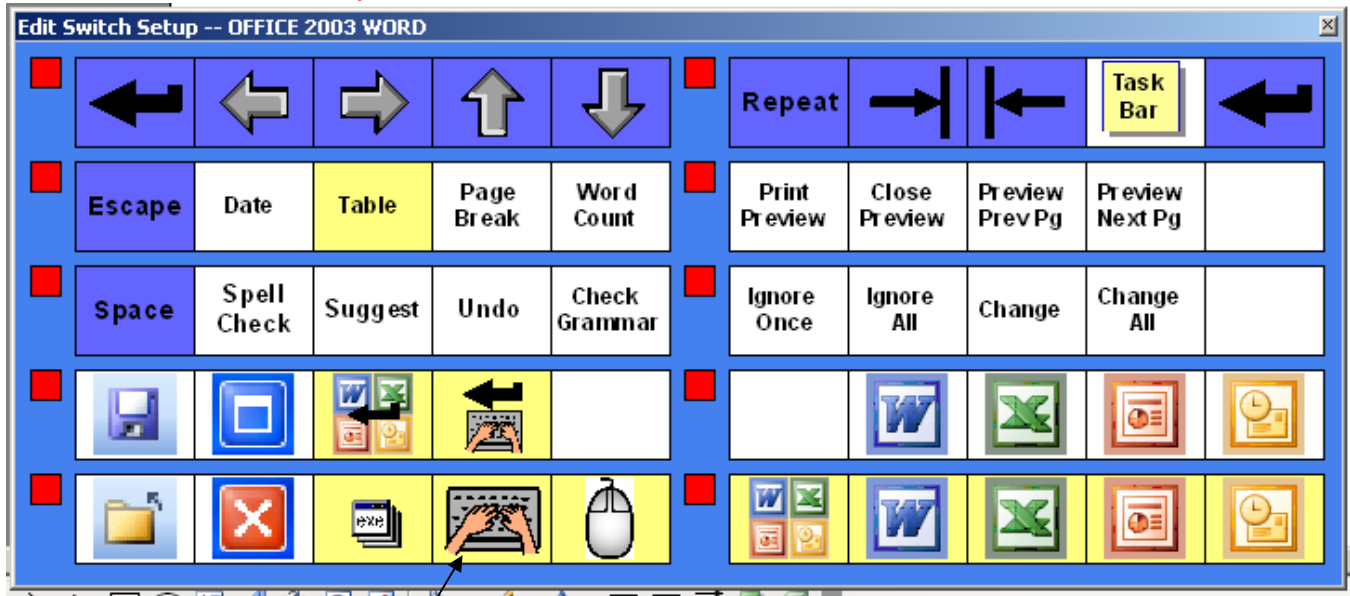 Edit Switch Setup -- OFFICE 2003 WORD
Repeat
Task
Bar
Escape
Date
Table
Page
Break
Word
Count
Print
Preview
Close
Preview
Preview
Prev Pg
Preview
Next Pg
Space
Spell
Check
Suggest
Undo
Check
Grammar
Ignore
Once
Ignore
All
Change
Change
All
W X
W
X
exe
W X
W
X